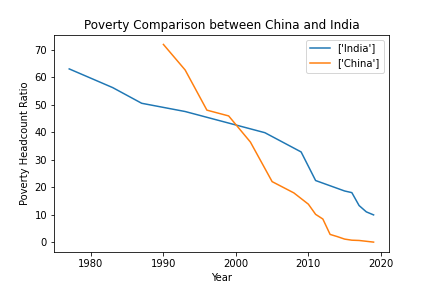 Poverty Comparison between China and India
['India']
['China']
Poverty Headcount Ratio
70
60
50
40
30
20
10
0
1980
1990
2000
2010
2020
Year